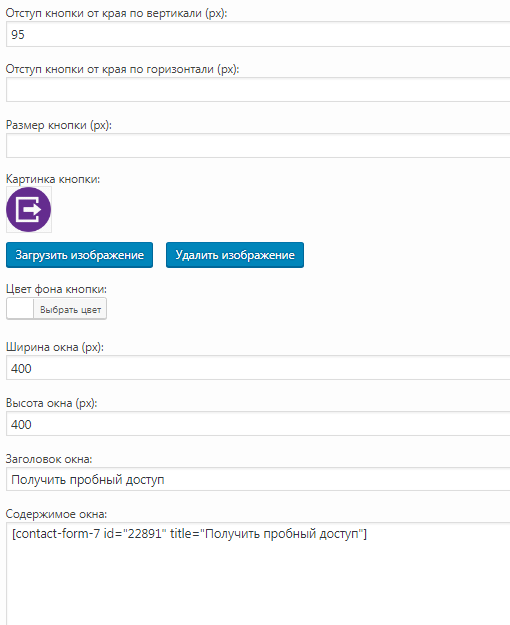 Отступ кнопки от края по вертикали (px):
95
Отступ кнопки от края по горизонтали (px):
Размер кнопки (px):
Картинка кнопки:
Загрузить изображение Удалить изображение
Цвет фона кнопки:
Выбрать цвет
Ширина окна (px):
400
Высота окна (px):
400
Заголовок окна:
Получить пробный доступ
Содержимое окна:
[contact-form-7 id="22891" title="Получить пробный доступ"]